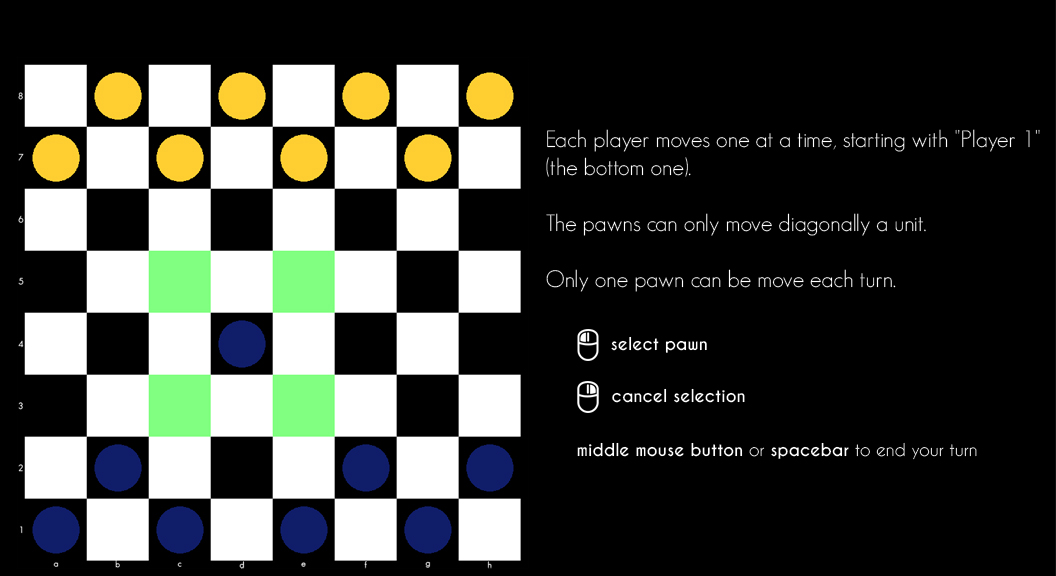 8
7
6
5
4
3
2
1
a b c d e f g h
Each player moves one at a time, starting with "Player 1"
(the bottom one).
The pawns can only move diagonally a unit.
Only one pawn can be move each turn.
select pawn
cancel selection
middle mouse button or spacebar to end your turn